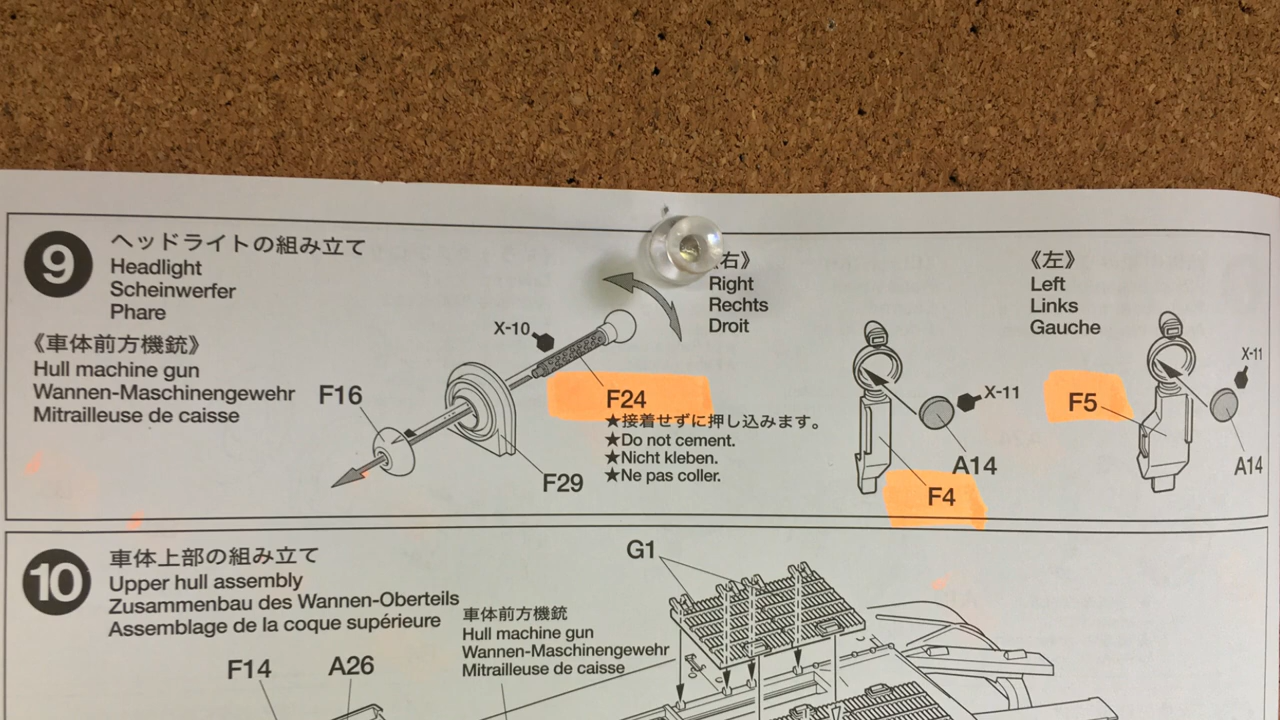 9
ヘッドライトの組み立て
Headlight
Scheinwerfer
Phare
《車体前方機銃》
Hull machine gun
Wannen-Maschinengewehr
Mitrailleuse de caisse
F16
X-10
F24
★接着せずに押し込みます。
★Do not cement.
★Nicht kleben.
★Ne pas coller.
F29
右》
Right
Rechts
Droit
X-11
A14
F4
《左》
Left
Links
Gauche
F5
X-11
A14
10
車体上部の組み立て
Upper hull assembly
Zusammenbau des Wannen-Oberteils
Assemblage de la coque supérieure
F14
A26
車体前方機銃
Hull machine gun
Wannen-Maschinengewehr
Mitrailleuse de caisse
G1